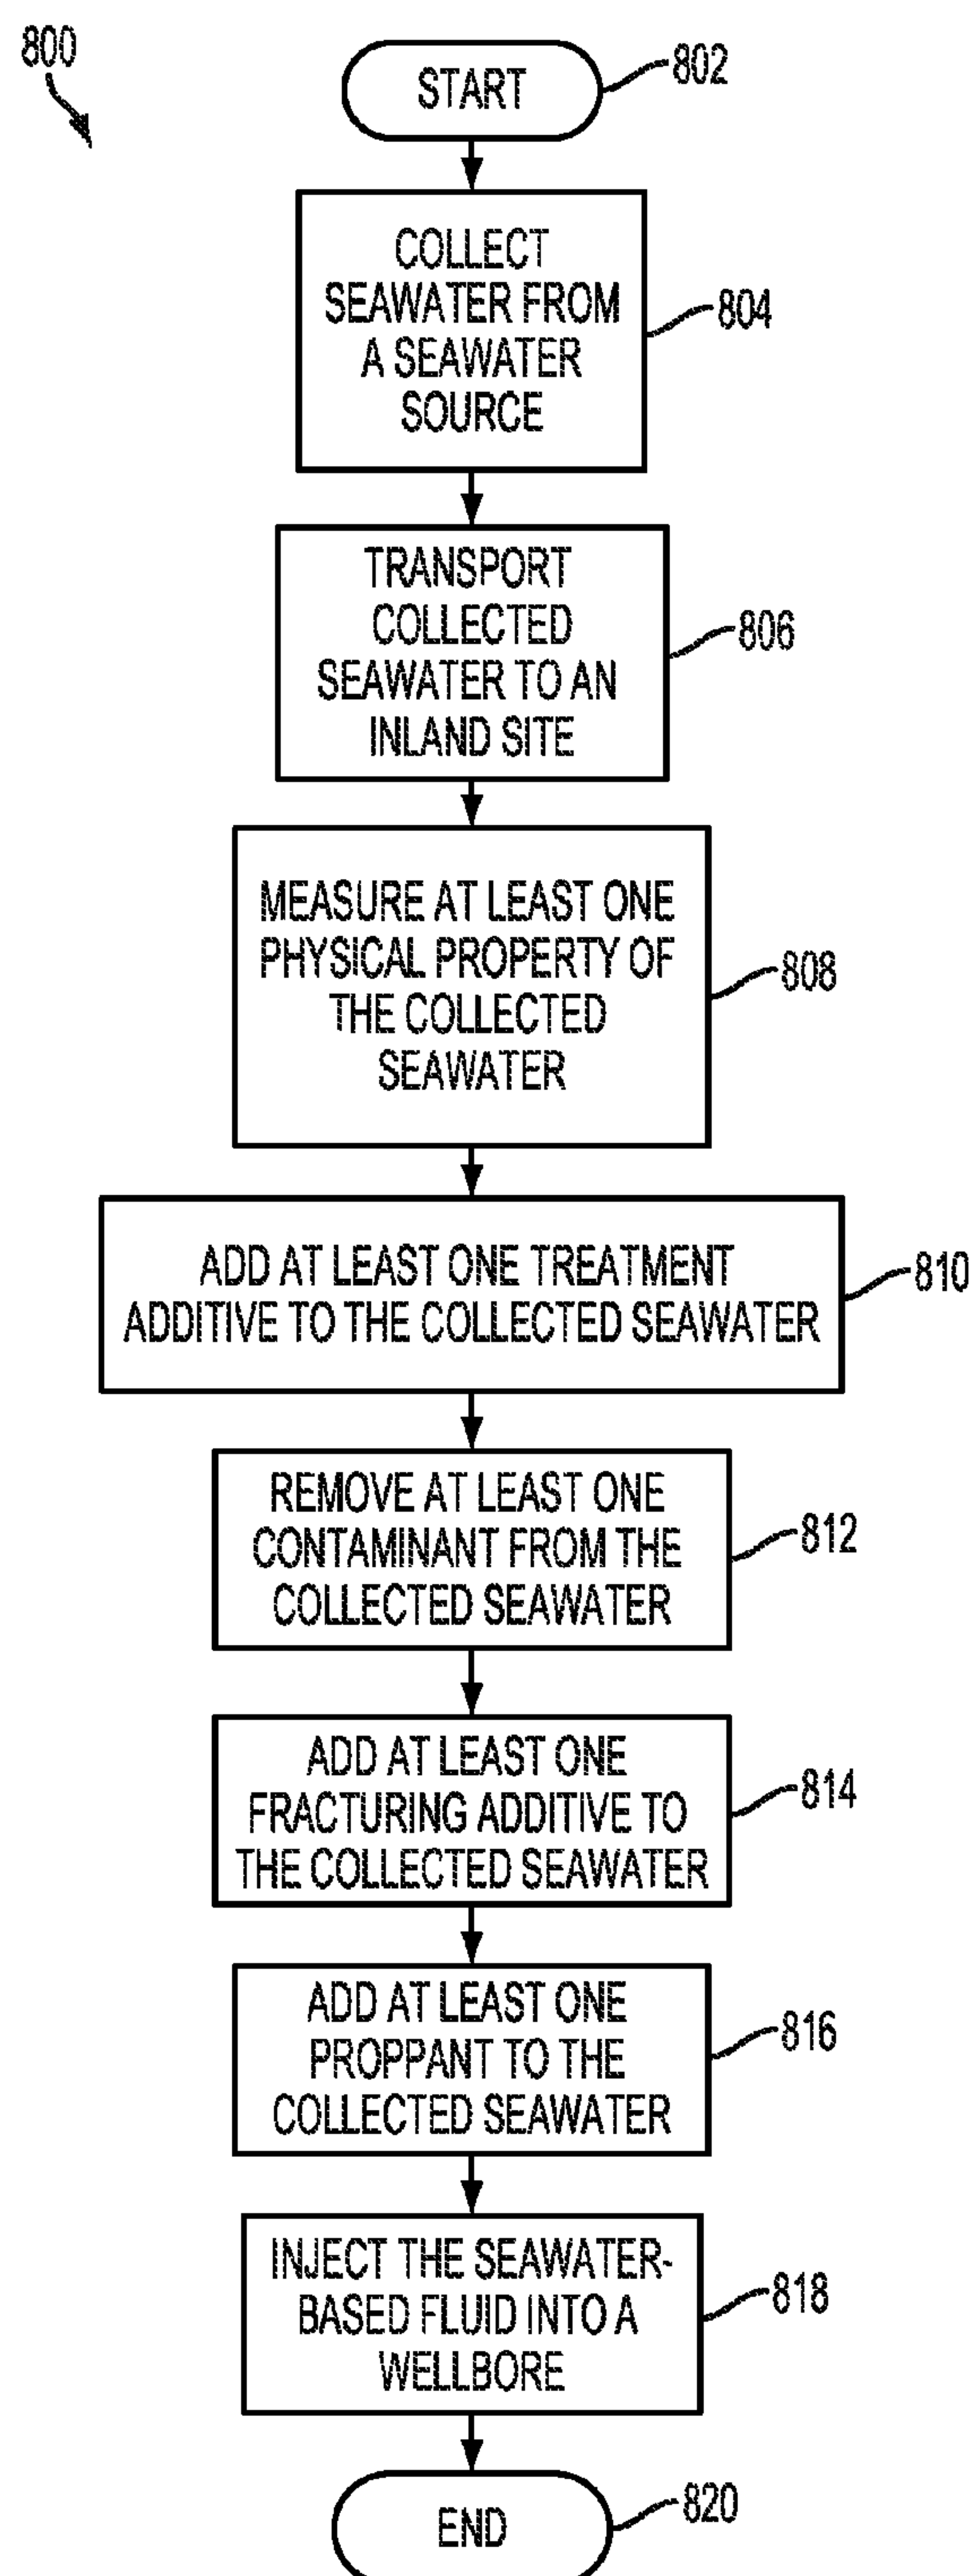 800
START
802
COLLECT
SEAWATER FROM
A SEAWATER
SOURCE
804
TRANSPORT
COLLECTED
SEAWATER TO AN
INLAND SITE
806
MEASURE AT LEAST ONE
PHYSICAL PROPERTY OF
THE COLLECTED
SEAWATER
808
ADD AT LEAST ONE TREATMENT
ADDITIVE TO THE COLLECTED SEAWATER
810
REMOVE AT LEAST ONE
CONTAMINANT FROM THE
COLLECTED SEAWATER
812
ADD AT LEAST ONE
FRACTURING ADDITIVE TO
THE COLLECTED SEAWATER
814
ADD AT LEAST ONE
PROPPANT TO THE
COLLECTED SEAWATER
816
INJECT THE SEAWATER-
BASED FLUID INTO A
WELLBORE
818
END
820